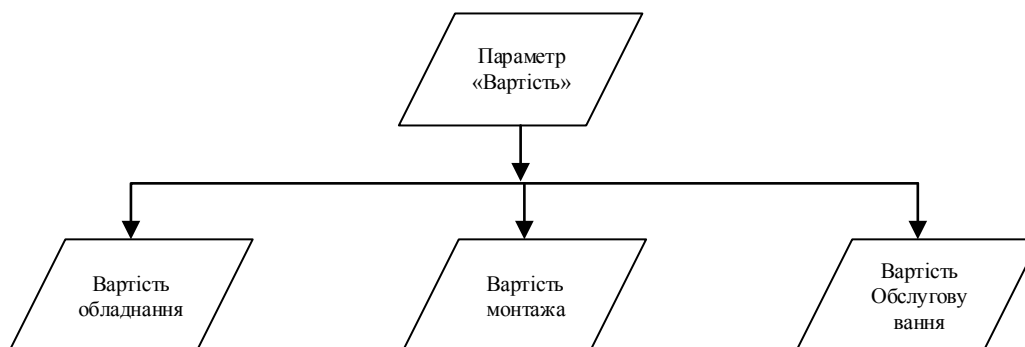 Параметр
«Вартість»
Вартість
обладнання
Вартість
монтажа
Вартість
Обслугову
вання